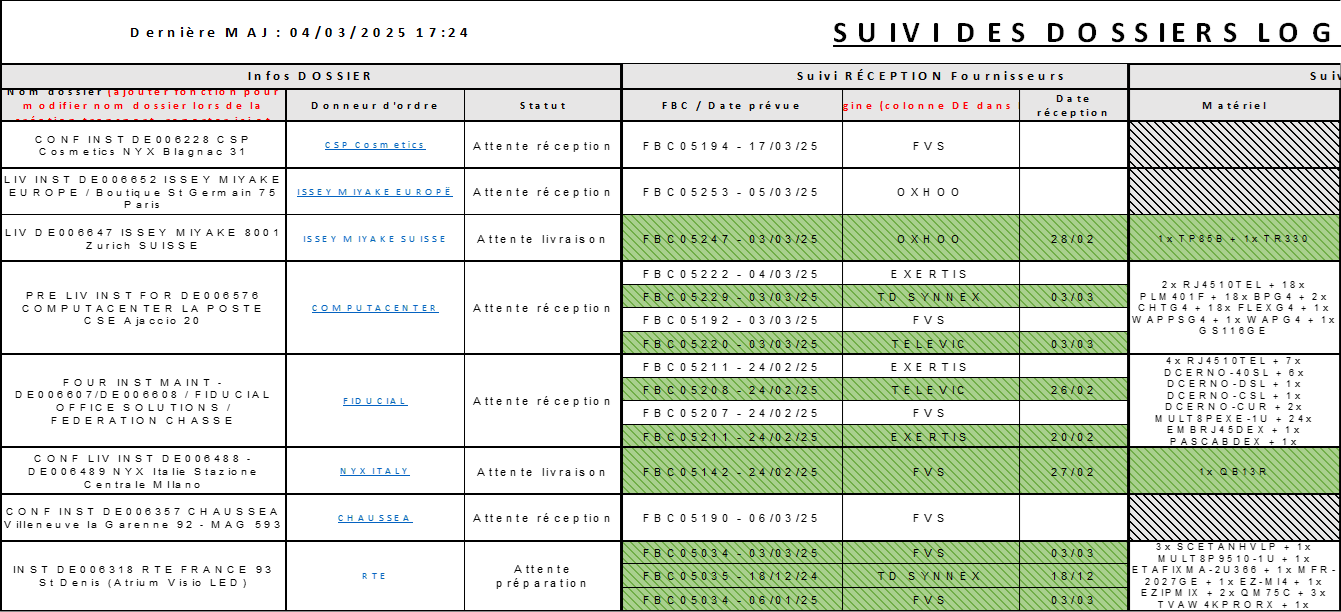 Dernière MAJ : 04/03/2025 17:24
SUIVI DES DOSSIERS LOG
Infos DOSSIER
Suivi RÉCEPTION Fournisseurs
Suiv
Nom dossier (ajouter fonction pour
modifier nom dossier lors de la
Donneur d'ordre
Statut
FBC / Date prévue
gine (colonne DE dans
Date
réception
Matériel
CONF INST DE006228 CSP
Cosmetics NYX Blagnac 31
CSP Cosmetics
Attente réception
FBC05194 - 17/03/25
FVS
LIV INST DE006652 ISSEY MIYAKE
EUROPE / Boutique St Germain 75
Paris
ISSEY MIYAKE EUROPE
Attente réception
FBC05253 - 05/03/25
OXHOO
LIV DE006647 ISSEY MIYAKE 8001
Zurich SUISSE
ISSEY MIYAKE SUISSE
Attente livraison
FBC05247 - 03/03/25
OXHOO
28/02
1x TP85B + 1x TR330
PRE LIV INST FOR DE006576
COMPUTACENTER LA POSTE
CSE Ajaccio 20
COMPUTACENTER
Attente réception
FBC05222 - 04/03/25
EXERTIS
FBC05229 - 03/03/25
TD SYNNEX
03/03
FBC05192 - 03/03/25
FVS
FBC05220 - 03/03/25
TELEVIC
03/03
2x RJ4510TEL + 18x
PLM401F + 18x BPG4 + 2x
CHTG4 + 18x FLEXG4 + 1x
WAPPSG4 + 1x WAPG4 + 1x
GS116GE
FOUR INST MAINT -
DE006607/DE006608 / FIDUCIAL
OFFICE SOLUTIONS /
FEDERATION CHASSE
FIDUCIAL
Attente réception
FBC05211 - 24/02/25
EXERTIS
FBC05208 - 24/02/25
TELEVIC
26/02
FBC05207 - 24/02/25
FVS
FBC05211 - 24/02/25
EXERTIS
20/02
4x RJ4510TEL + 7x
DCERNO-40SL + 6x
DCERNO-DSL + 1x
DCERNO-CSL + 1x
DCERNO-CUR + 2x
MULT8PEXE-1U + 24x
EMBRJ45DEX + 1x
PASCABDEX + 1x
CONF LIV INST DE006488 -
DE006489 NYX Italie Stazione
Centrale MIlano
NYX ITALY
Attente livraison
FBC05142 - 24/02/25
FVS
27/02
1x QB13R
CONF INST DE006357 CHAUSSEA
Villeneuve la Garenne 92 - MAG 593
CHAUSSEA
Attente réception
FBC05190 - 06/03/25
FVS
INST DE006318 RTE FRANCE 93
St Denis (Atrium Visio LED)
RTE
Attente
préparation
FBC05034 - 03/03/25
FVS
03/03
FBC05035 - 18/12/24
TD SYNNEX
18/12
FBC05034 - 06/01/25
FVS
03/03
3x SCETANHVLP + 1x
MULT8P9510-1U + 1x
ETAFIXMA-2U366 + 1x MFR-
2027GE + 1x EZ-MI4 + 1x
EZIPMIX + 2x QM75C + 3x
TVAW4KPRORX + 1x